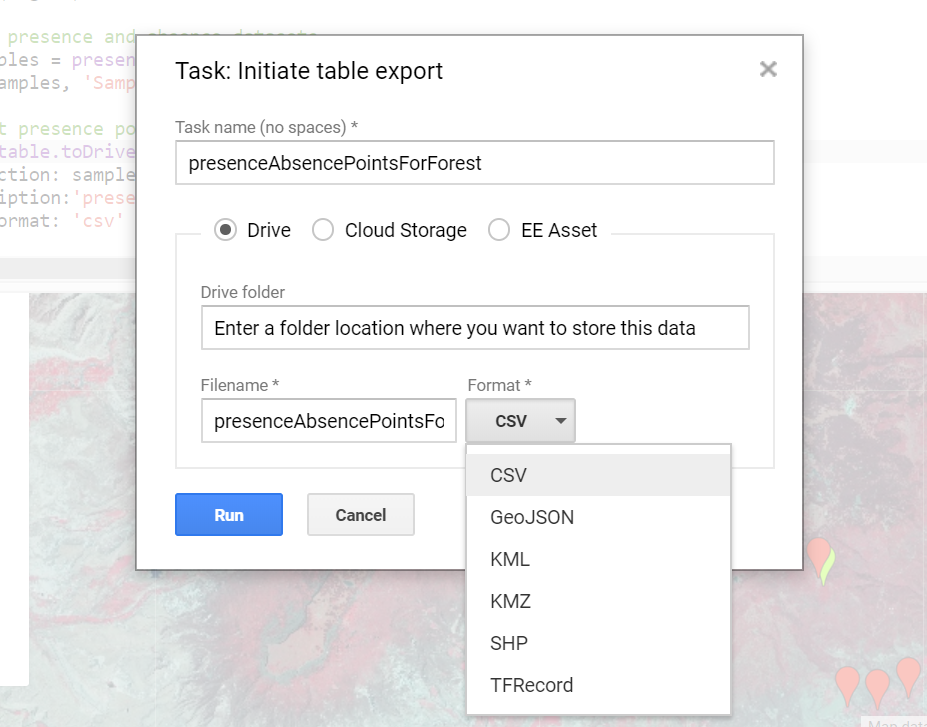 presence and absence datasets
ples = presen
amples, 'Samp
t presence po
table.toDrive
ction: sample
iption:'prese
ormat: 'csv'
Task: Initiate table export
Task name (no spaces) *
presenceAbsencePointsForForest
Drive Cloud Storage EE Asset
Drive folder
Enter a folder location where you want to store this data
Filename * Format *
presenceAbsencePointsFo CSV
CSV
GeoJSON
KML
KMZ
SHP
TFRecord
Run Cancel
Map data